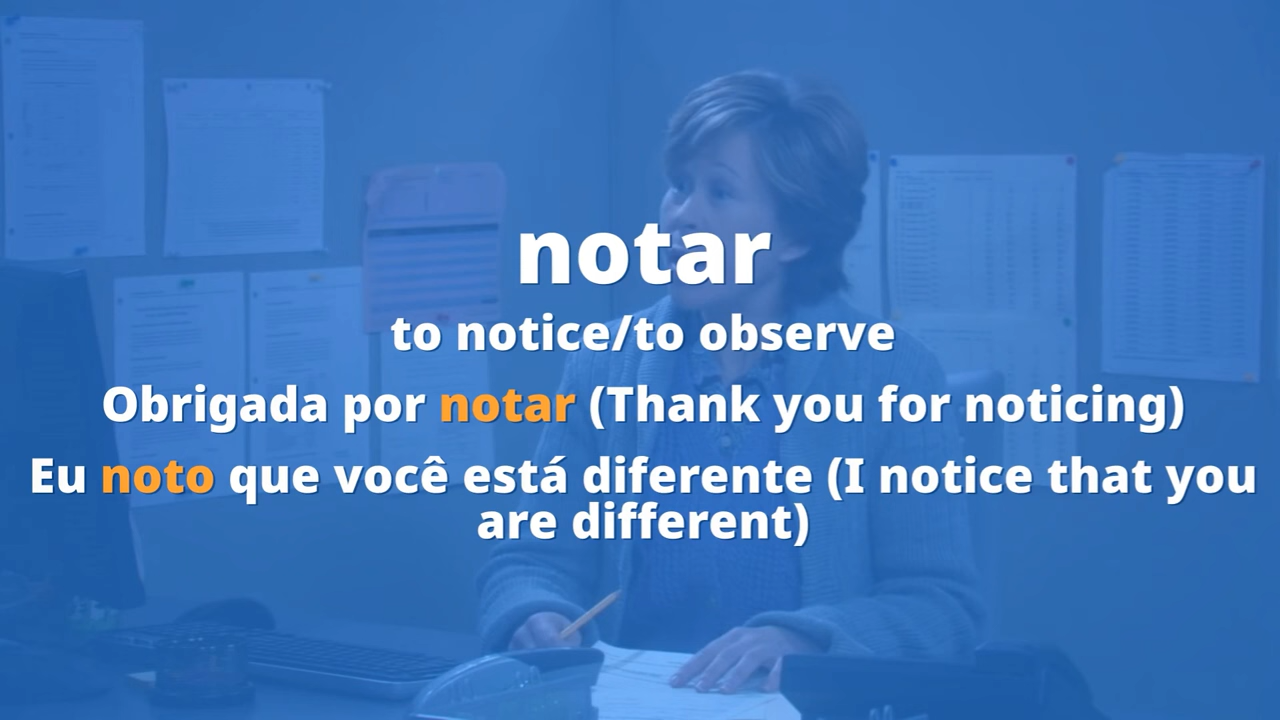 notar
to notice/to observe
Obrigada por notar (Thank you for noticing)
Eu noto que você está diferente (I notice that you
are different)